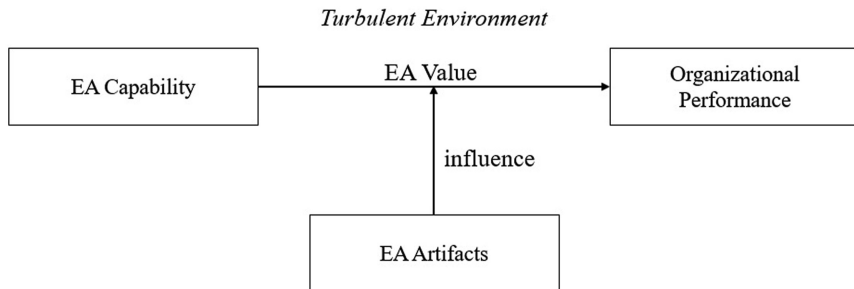 Turbulent Environment
EA Capability
EA Value
Organizational
Performance
influence
EA Artifacts